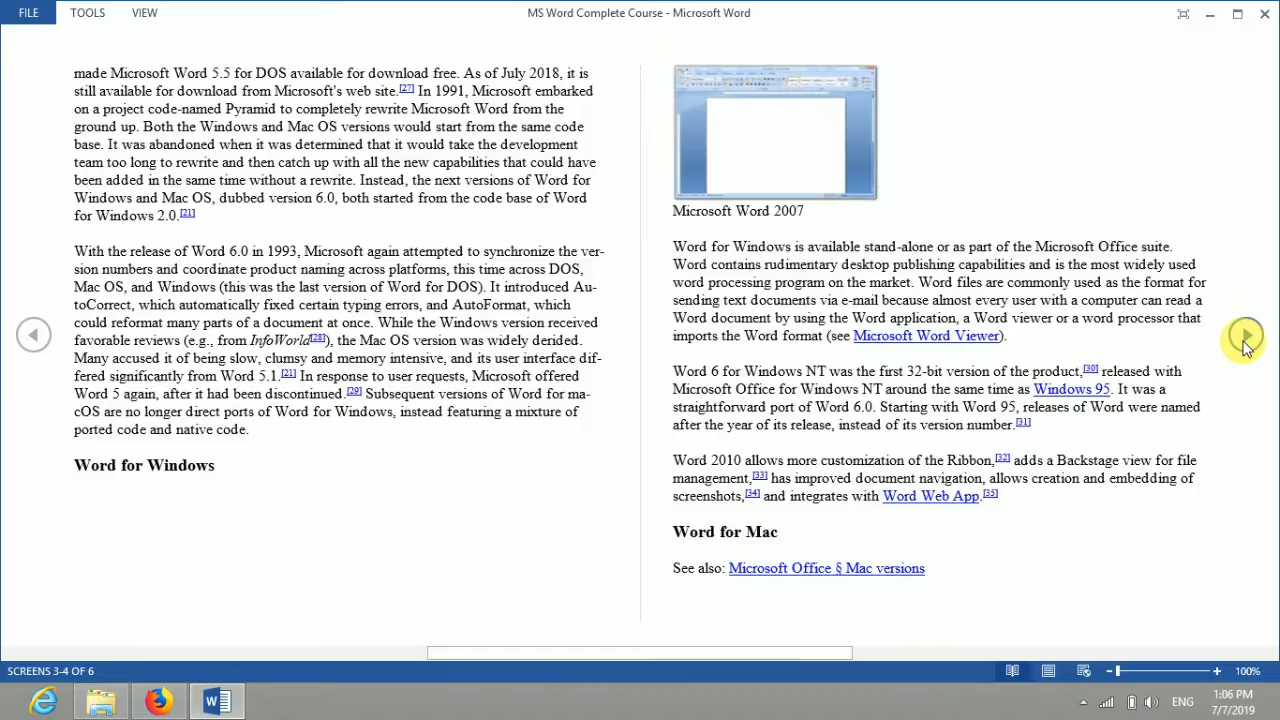 FILE TOOLS VIEW MS Word Complete Course - Microsoft Word
made Microsoft Word 5.5 for DOS available for download free. As of July 2018, it is
still available for download from Microsoft's web site.[27] In 1991, Microsoft embarked
on a project code-named Pyramid to completely rewrite Microsoft Word from the
ground up. Both the Windows and Mac OS versions would start from the same code
base. It was abandoned when it was determined that it would take the development
team too long to rewrite and then catch up with all the new capabilities that could have
been added in the same time without a rewrite. Instead, the next versions of Word for
Windows and Mac OS, dubbed version 6.0, both started from the code base of Word
for Windows 2.0.[21]
With the release of Word 6.0 in 1993, Microsoft again attempted to synchronize the ver-
sion numbers and coordinate product naming across platforms, this time across DOS,
Mac OS, and Windows (this was the last version of Word for DOS). It introduced Au-
toCorrect, which automatically fixed certain typing errors, and AutoFormat, which
could reformat many parts of a document at once. While the Windows version received
favorable reviews (e.g., from InfoWorld[28]), the Mac OS version was widely derided.
Many accused it of being slow, clumsy and memory intensive, and its user interface dif-
fered significantly from Word 5.1.[21] In response to user requests, Microsoft offered
Word 5 again, after it had been discontinued.[29] Subsequent versions of Word for ma-
cOS are no longer direct ports of Word for Windows, instead featuring a mixture of
ported code and native code.
Word for Windows
Microsoft Word 2007
Word for Windows is available stand-alone or as part of the Microsoft Office suite.
Word contains rudimentary desktop publishing capabilities and is the most widely used
word processing program on the market. Word files are commonly used as the format for
sending text documents via e-mail because almost every user with a computer can read a
Word document by using the Word application, a Word viewer or a word processor that
imports the Word format (see Microsoft Word Viewer).
Word 6 for Windows NT was the first 32-bit version of the product,[30] released with
Microsoft Office for Windows NT around the same time as Windows 95. It was a
straightforward port of Word 6.0. Starting with Word 95, releases of Word were named
after the year of its release, instead of its version number.[31]
Word 2010 allows more customization of the Ribbon,[32] adds a Backstage view for file
management,[33] has improved document navigation, allows creation and embedding of
screenshots,[34] and integrates with Word Web App.[35]
Word for Mac
See also: Microsoft Office § Mac versions
SCREENS 3-4 OF 6 100%
ENG 1:06 PM
7/7/2019